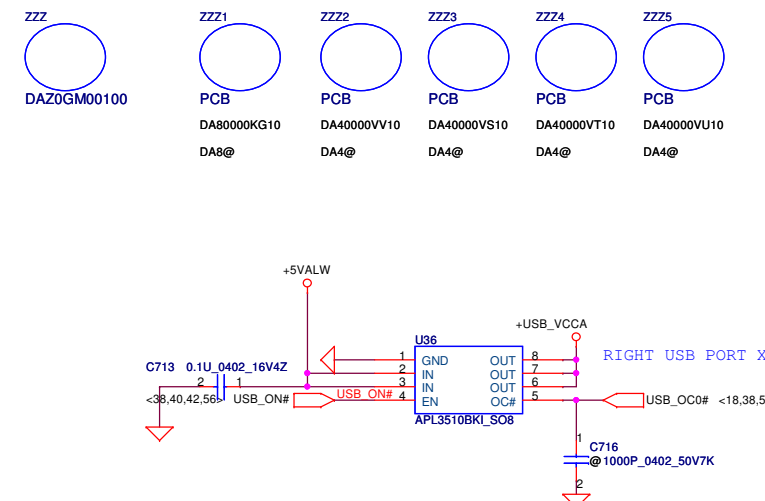 ZZZ ZZZ1 ZZZ2 ZZZ3 ZZZ4 ZZZ5
DAZ0GM00100 PCB PCB PCB PCB PCB
DA80000KG10 DA40000VV10 DA40000VS10 DA40000VT10 DA40000VU10
DA8@ DA4@ DA4@ DA4@ DA4@
+5VALW
+USB_VCCA
U36
RIGHT USB PORT X
1 GND OUT 8
C713 0.1U_0402_16V4Z
2 IN OUT 7
2 1 3 IN OUT 6
<38,40,42,56> USB_ON# USB_ON# 4 EN OC# 5 USB_OC0# <18,38,5
APL3510BKI_SO8
1
C716
@ 1000P_0402_50V7K
2